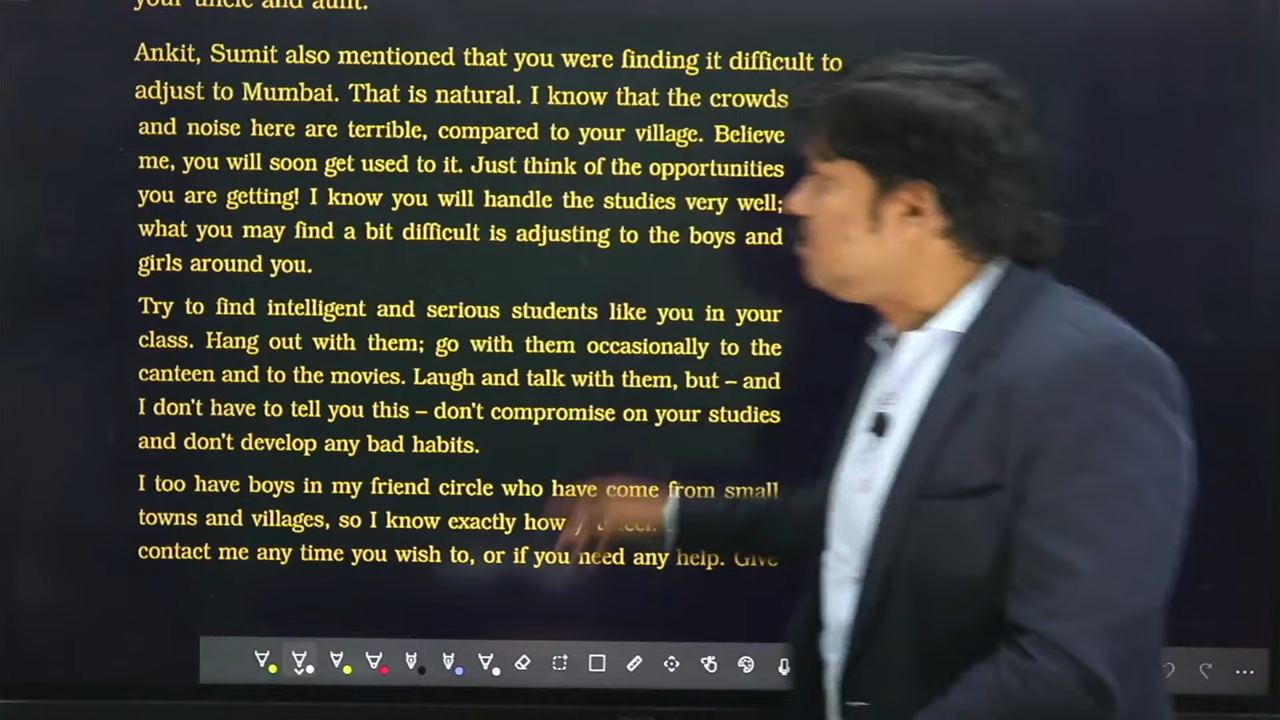 your uncle and aunt.
Ankit, Sumit also mentioned that you were finding it difficult to
adjust to Mumbai. That is natural. I know that the crowds
and noise here are terrible, compared to your village. Believe
me, you will soon get used to it. Just think of the opportunities
you are getting! I know you will handle the studies very well;
what you may find a bit difficult is adjusting to the boys and
girls around you.
Try to find intelligent and serious students like you in your
class. Hang out with them; go with them occasionally to the
canteen and to the movies. Laugh and talk with them, but – and
I don't have to tell you this – don't compromise on your studies
and don't develop any bad habits.
I too have boys in my friend circle who have come from small
towns and villages, so I know exactly how
contact me any time you wish to, or if you need any help. Give